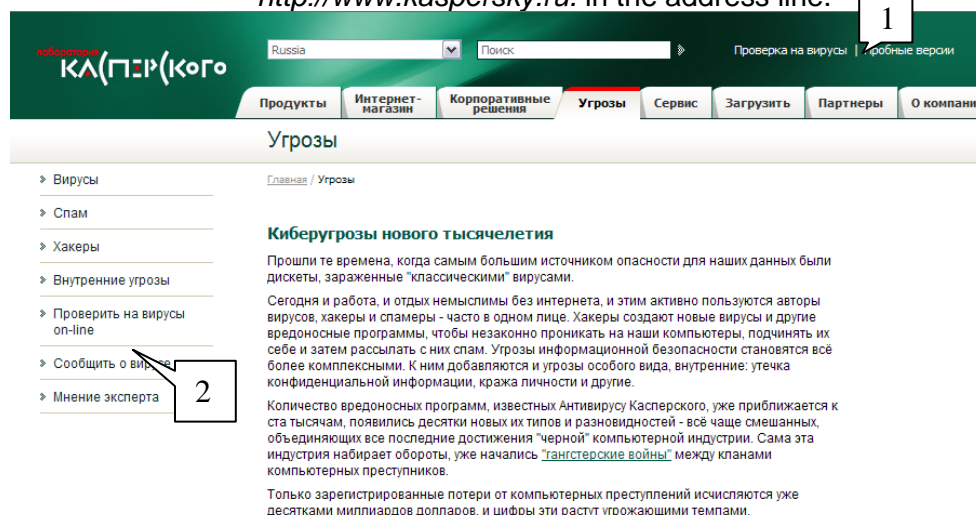 http://www.kaspersky.ru. in the address line.
1
лаборатория
Russia
Поиск
Проверка на вирусы | Пробные версии
Продукты
Интернет-
магазин
Корпоративные
решения
Угрозы
Сервис
Загрузить
Партнеры
О компани
Угрозы
Вирусы
Спам
Хакеры
Внутренние угрозы
Проверить на вирусы
on-line
Сообщить о вирусе
Мнение эксперта
2
Главная / Угрозы
Киберугрозы нового тысячелетия
Прошли те времена, когда самым большим источником опасности для наших данных были
дискеты, зараженные "классическими" вирусами.
Сегодня и работа, и отдых немыслимы без интернета, и этим активно пользуются авторы
вирусов, хакеры и спамеры - часто в одном лице. Хакеры создают новые вирусы и другие
вредоносные программы, чтобы незаконно проникать на наши компьютеры, подчинять их
себе и затем рассылать с них спам. Угрозы информационной безопасности становятся всё
более комплексными. К ним добавляются и угрозы особого вида, внутренние: утечка
конфиденциальной информации, кража личности и другие.
Количество вредоносных программ, известных Антивирусу Касперского, уже приближается к
ста тысячам, появились десятки новых их типов и разновидностей - всё чаще смешанных,
объединяющих все последние достижения "черной" компьютерной индустрии. Сама эта
индустрия набирает обороты, уже начались "гангстерские войны" между кланами
компьютерных преступников.
Только зарегистрированные потери от компьютерных преступлений исчисляются уже
десятками миллиардов долларов, и цифры эти растут угрожающими темпами.